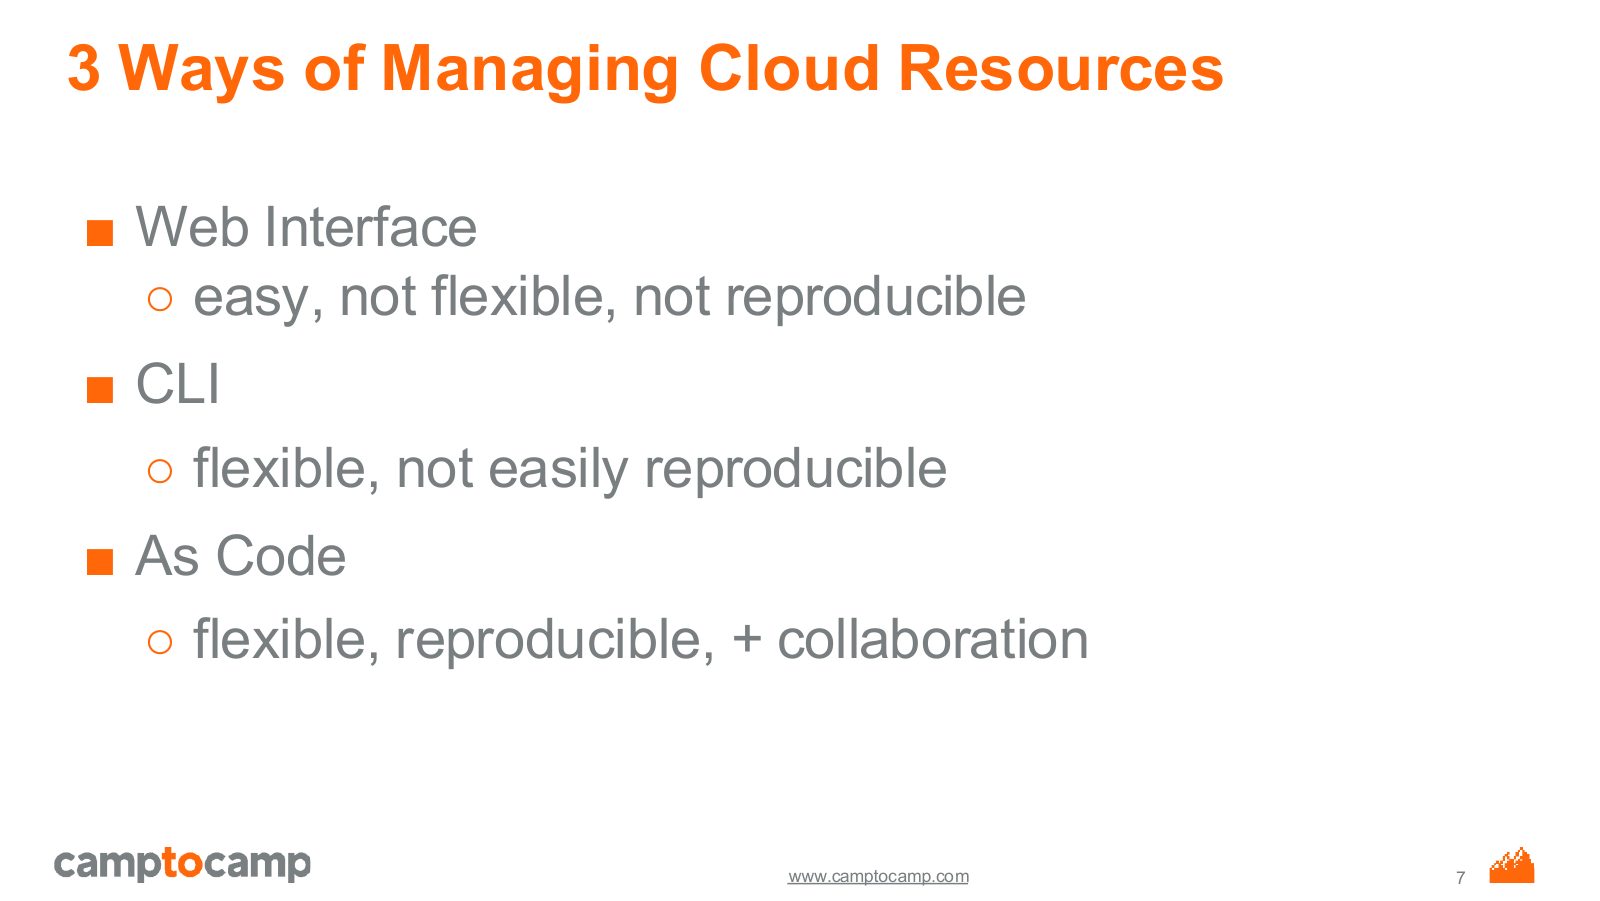 3 Ways of Managing Cloud Resources
■ Web Interface
○ easy, not flexible, not reproducible
■ CLI
○ flexible, not easily reproducible
■ As Code
○ flexible, reproducible, + collaboration
camptocamp
www.camptocamp.com
7